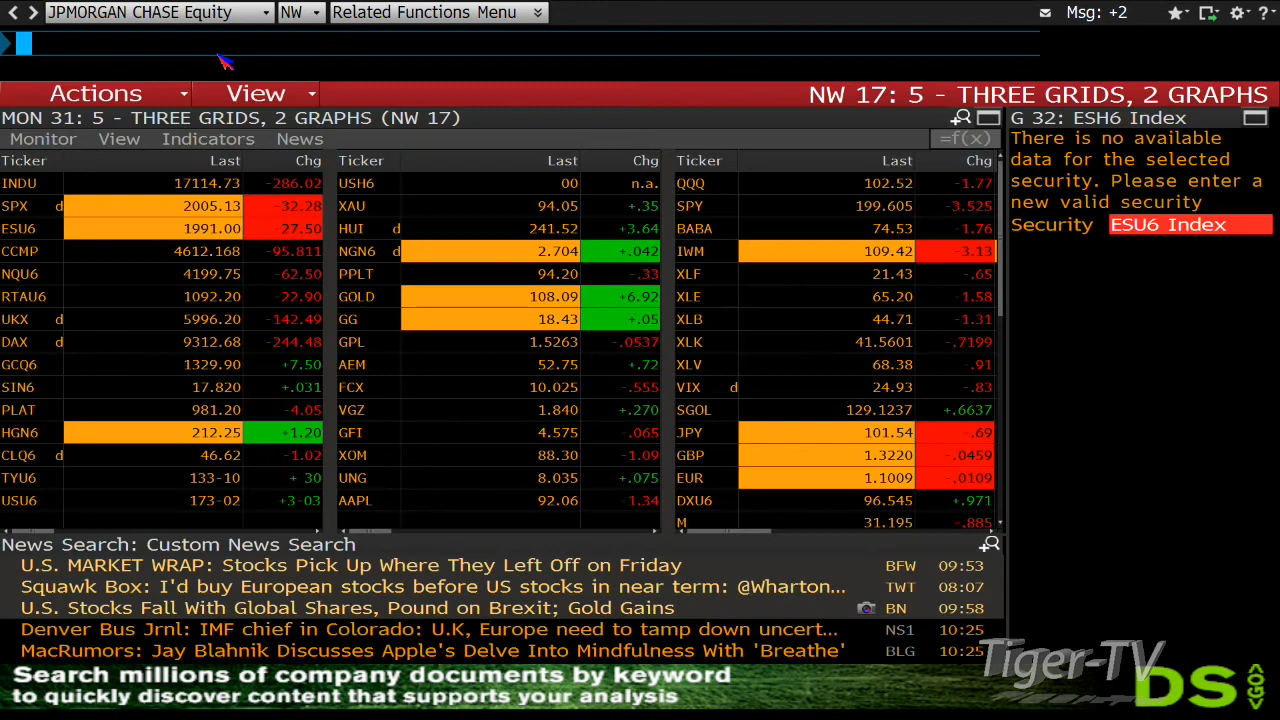 JPMORGAN CHASE Equity NW Related Functions Menu Msg: +2
Actions View NW 17: 5 - THREE GRIDS, 2 GRAPHS
MON 31: 5 - THREE GRIDS, 2 GRAPHS (NW 17) G 32: ESH6 Index
Monitor View Indicators News =f(x)
There is no available
data for the selected
security. Please enter a
new valid security
Security ESU6 Index
Ticker Last Chg Ticker Last Chg Ticker Last Chg
INDU 17114.73 -286.02 USH6 00 n.a. QQQ 102.52 -1.77
SPX d 2005.13 -32.28 XAU 94.05 +.35 SPY 199.605 -3.525
ESU6 1991.00 -27.50 HUI d 241.52 +3.64 BABA 74.53 -1.76
CCMP 4612.168 -95.811 NGN6 d 2.704 +.042 IWM 109.42 -3.13
NQU6 4199.75 -62.50 PPLT 94.20 -.33 XLF 21.43 -.65
RTAU6 1092.20 -22.90 GOLD 108.09 +6.92 XLE 65.20 -1.58
UKX d 5996.20 -142.49 GG 18.43 +.05 XLB 44.71 -1.31
DAX d 9312.68 -244.48 GPL 1.5263 -.0537 XLK 41.5601 -.7199
GCQ6 1329.90 +7.50 AEM 52.75 +.72 XLV 68.38 -.91
SIN6 17.820 +.031 FCX 10.025 -.555 VIX d 24.93 -.83
PLAT 981.20 -4.05 VGZ 1.840 +.270 SGOL 129.1237 +.6637
HGN6 212.25 +1.20 GFI 4.575 -.065 JPY 101.54 -.69
CLQ6 d 46.62 -1.02 XOM 88.30 -1.09 GBP 1.3220 -.0459
TYU6 133-10 + 30 UNG 8.035 +.075 EUR 1.1009 -.0109
USU6 173-02 +3-03 AAPL 92.06 -1.34 DXU6 96.545 +.971
M 31.195 -.885
News Search: Custom News Search
U.S. MARKET WRAP: Stocks Pick Up Where They Left Off on Friday BFW 09:53
Squawk Box: I'd buy European stocks before US stocks in near term: @Wharton... TWT 08:07
U.S. Stocks Fall With Global Shares, Pound on Brexit; Gold Gains BN 09:58
Denver Bus Jrnl: IMF chief in Colorado: U.K, Europe need to tamp down uncert... NS1 10:25
MacRumors: Jay Blahnik Discusses Apple's Delve Into Mindfulness With 'Breathe' BLG 10:25
Search millions of company documents by keyword
to quickly discover content that supports your analysis
Tiger-TV
DS <GO>